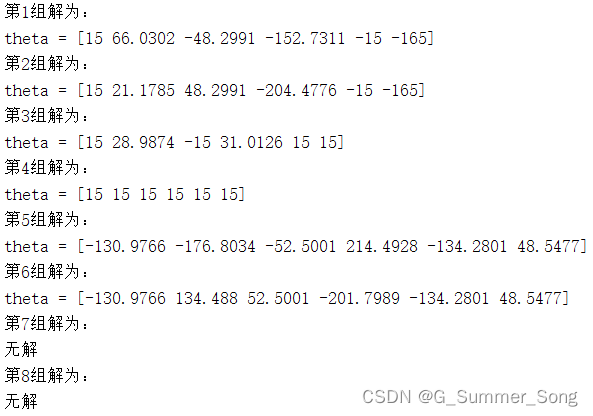 第1组解为:
theta = [15 66.0302 -48.2991 -152.7311 -15 -165]
第2组解为:
theta = [15 21.1785 48.2991 -204.4776 -15 -165]
第3组解为:
theta = [15 28.9874 -15 31.0126 15 15]
第4组解为:
theta = [15 15 15 15 15 15]
第5组解为:
theta = [-130.9766 -176.8034 -52.5001 214.4928 -134.2801 48.5477]
第6组解为:
theta = [-130.9766 134.488 52.5001 -201.7989 -134.2801 48.5477]
第7组解为:
无解
第8组解为:
无解
CSDN @G_Summer_Song